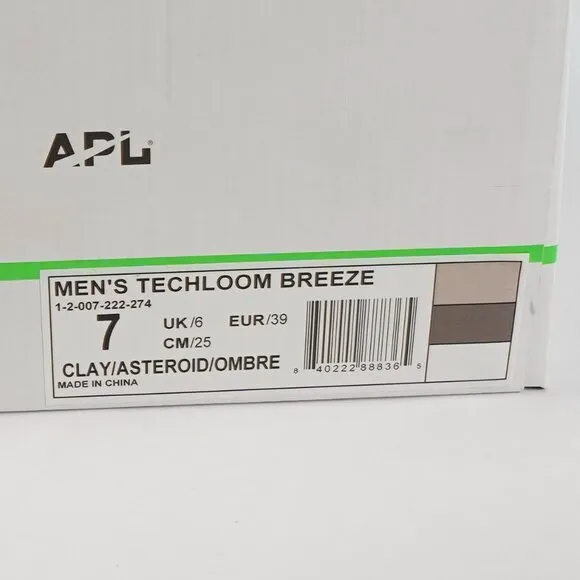 APL®
MEN'S TECHLOOM BREEZE
1-2-007-222-274
7 UK/6 EUR/39
CM/25
CLAY/ASTEROID/OMBRE
MADE IN CHINA
8 40222 88836 5